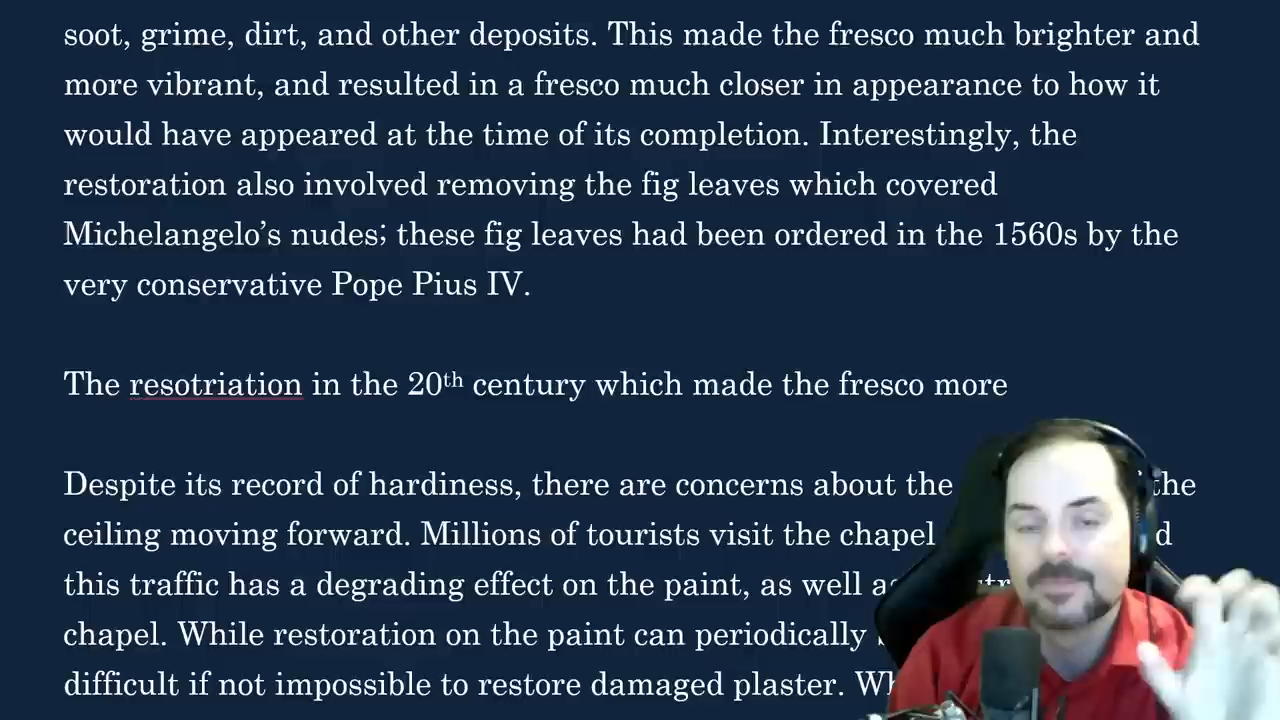 soot, grime, dirt, and other deposits. This made the fresco much brighter and
more vibrant, and resulted in a fresco much closer in appearance to how it
would have appeared at the time of its completion. Interestingly, the
restoration also involved removing the fig leaves which covered
Michelangelo’s nudes; these fig leaves had been ordered in the 1560s by the
very conservative Pope Pius IV.
The resotriation in the 20th century which made the fresco more
Despite its record of hardiness, there are concerns about the the
ceiling moving forward. Millions of tourists visit the chapel
this traffic has a degrading effect on the paint, as well
chapel. While restoration on the paint can periodically
difficult if not impossible to restore damaged plaster.